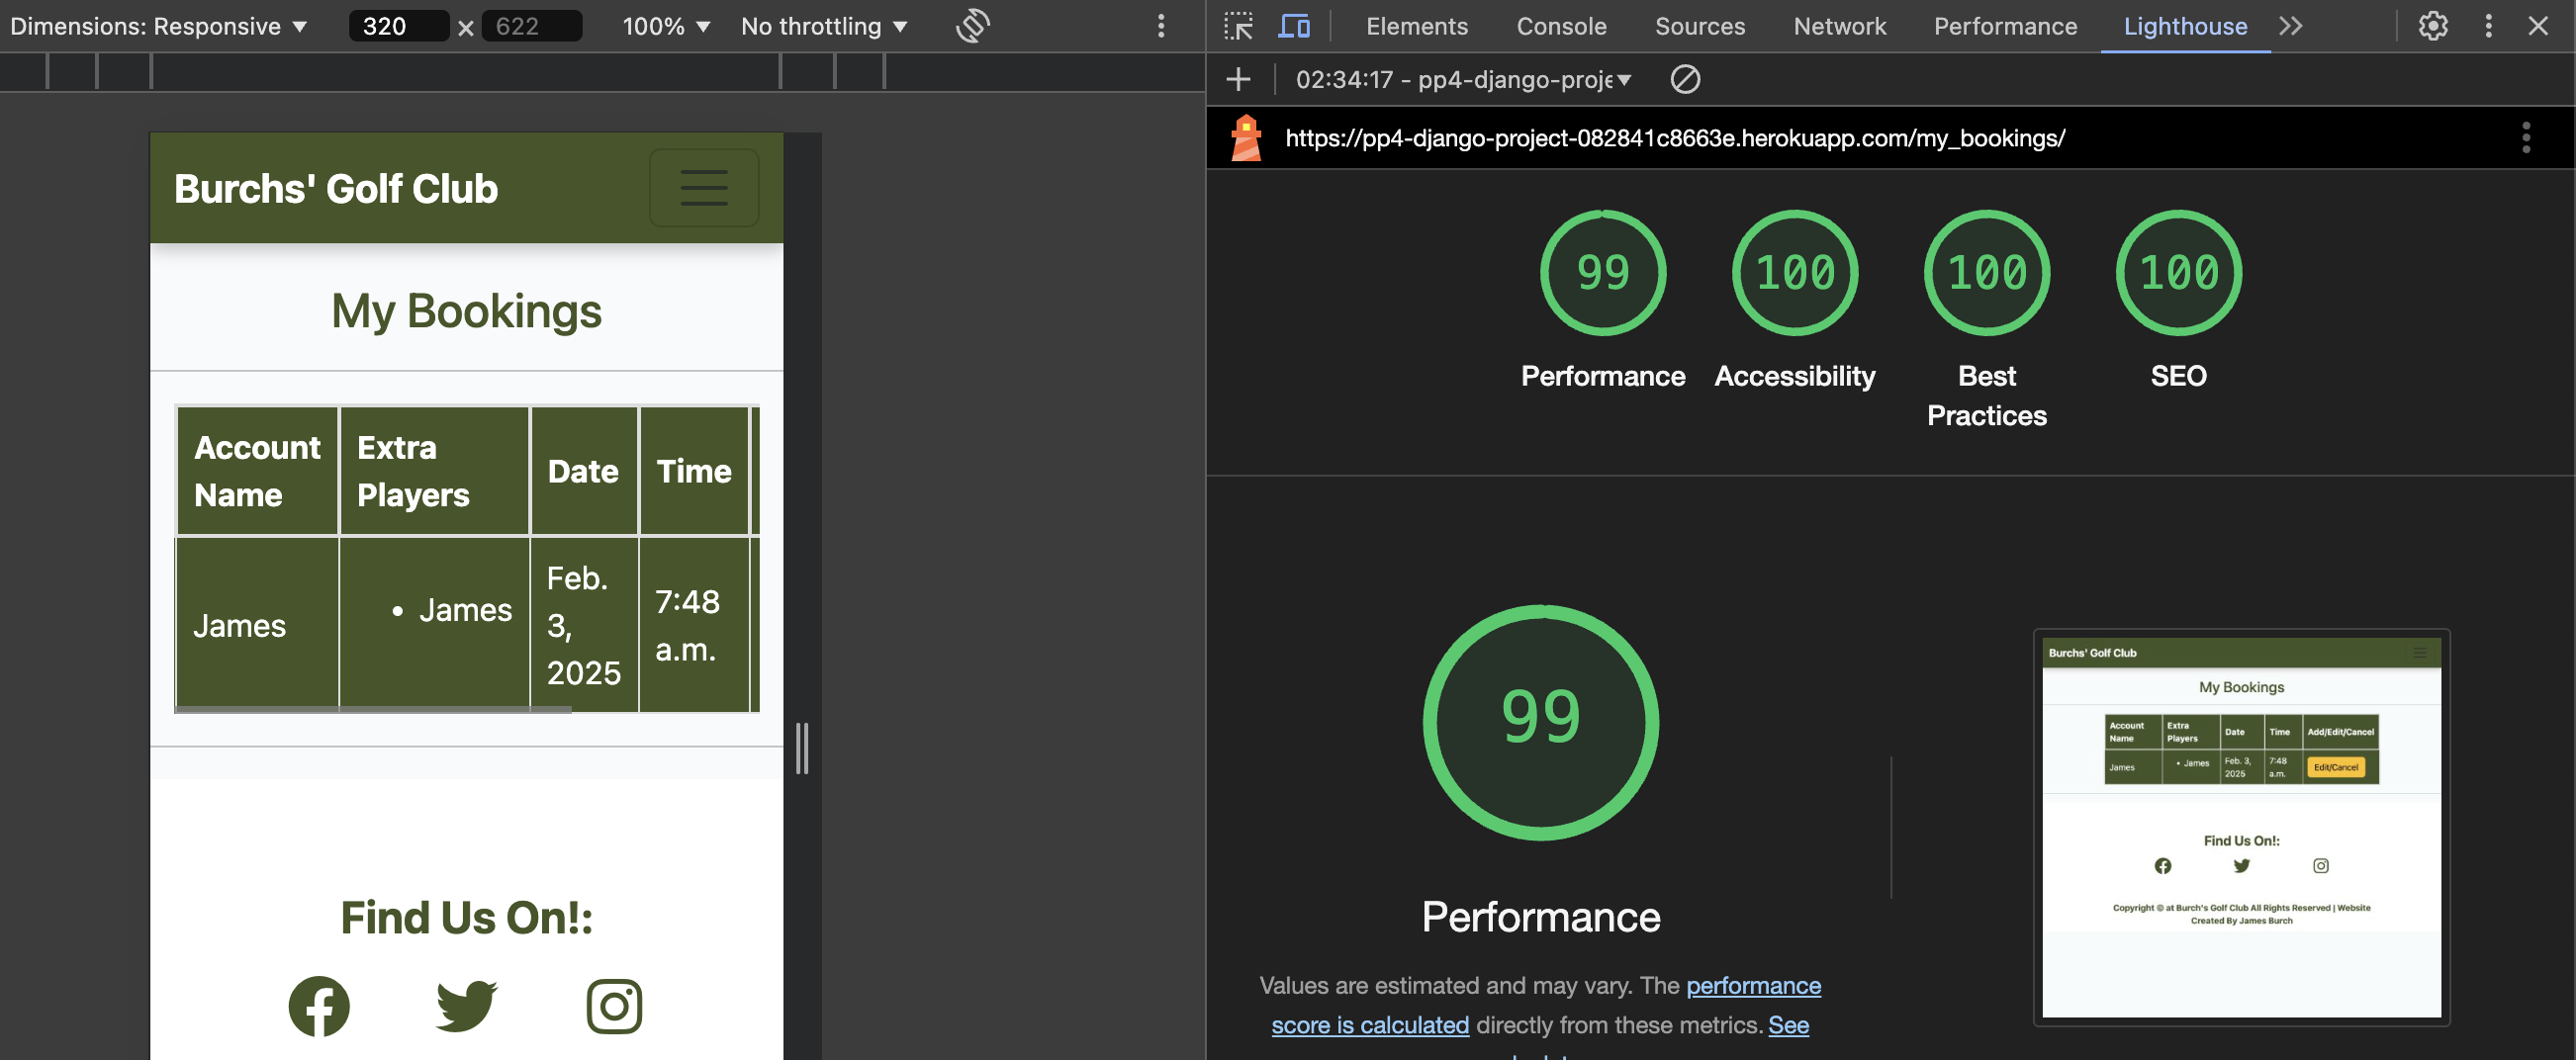 Dimensions: Responsive ▼ 320 × 622 100% ▼ No throttling ▼
Elements Console Sources Network Performance Lighthouse
02:34:17 - pp4-django-proje
https://pp4-django-project-082841c8663e.herokuapp.com/my_bookings/
Burchs' Golf Club
My Bookings
Account Name Extra Players Date Time
James • James Feb. 3, 2025 7:48 a.m.
Find Us On!:
99 100 100 100
Performance Accessibility Best Practices SEO
99
Performance
Values are estimated and may vary. The performance
score is calculated directly from these metrics. See
Burchs' Golf Club
My Bookings
Account Name Extra Players Date Time Add/Edit/Cancel
James • James Feb. 3, 2025 7:48 a.m. Edit/Cancel
Find Us On!:
Copyright © at Burch's Golf Club All Rights Reserved | Website
Created By James Burch